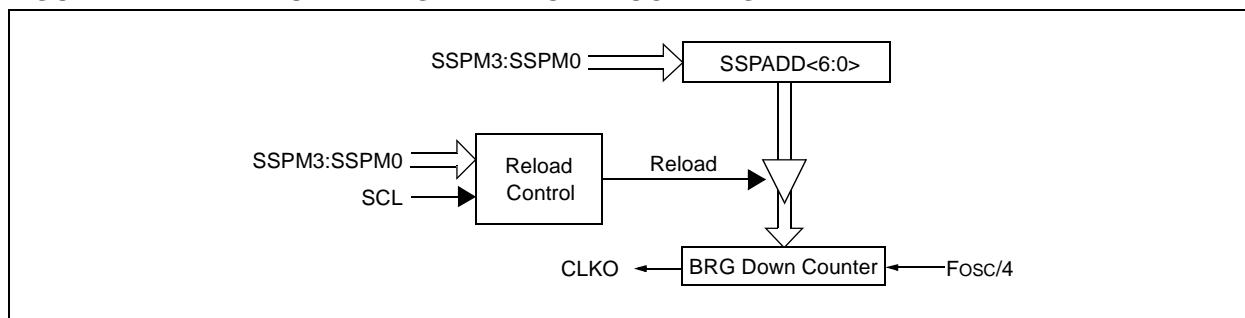 SSPM3:SSPM0
SSPADD<6:0>
SSPM3:SSPM0
SCL
Reload
Control
Reload
CLKO
BRG Down Counter
FOSC/4